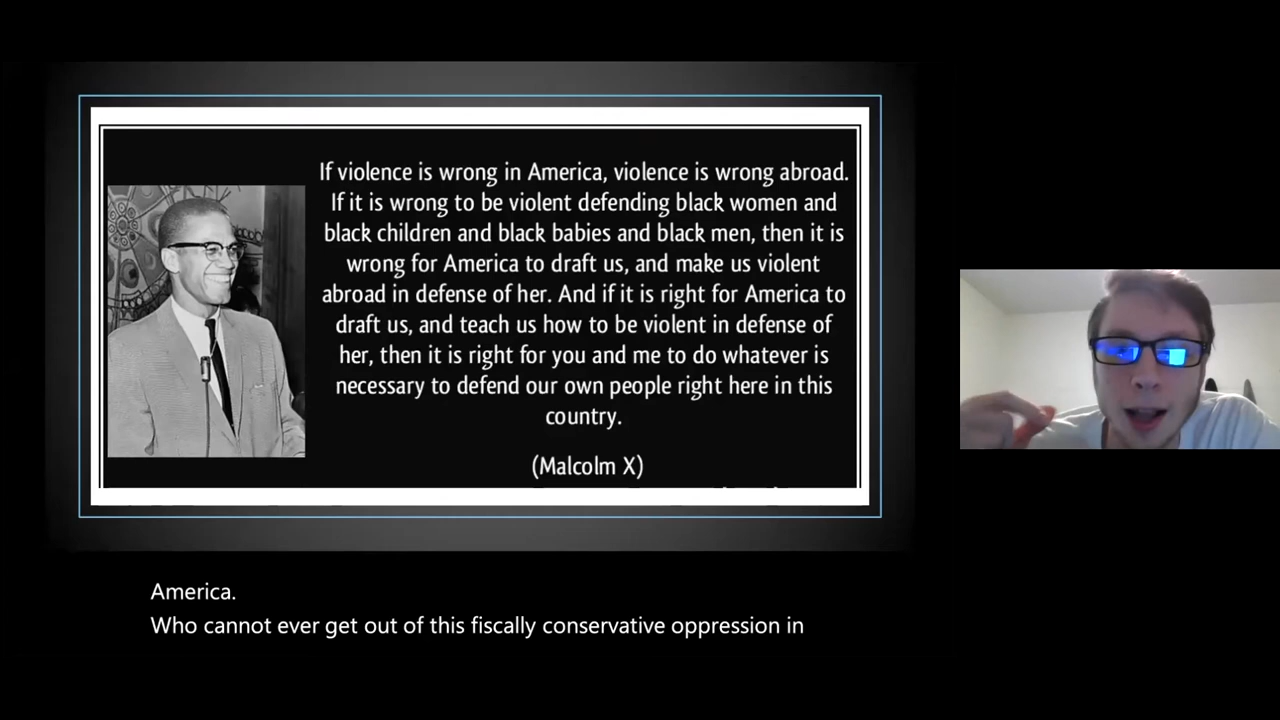 If violence is wrong in America, violence is wrong abroad.
If it is wrong to be violent defending black women and
black children and black babies and black men, then it is
wrong for America to draft us, and make us violent
abroad in defense of her. And if it is right for America to
draft us, and teach us how to be violent in defense of
her, then it is right for you and me to do whatever is
necessary to defend our own people right here in this
country.
(Malcolm X)
America.
Who cannot ever get out of this fiscally conservative oppression in